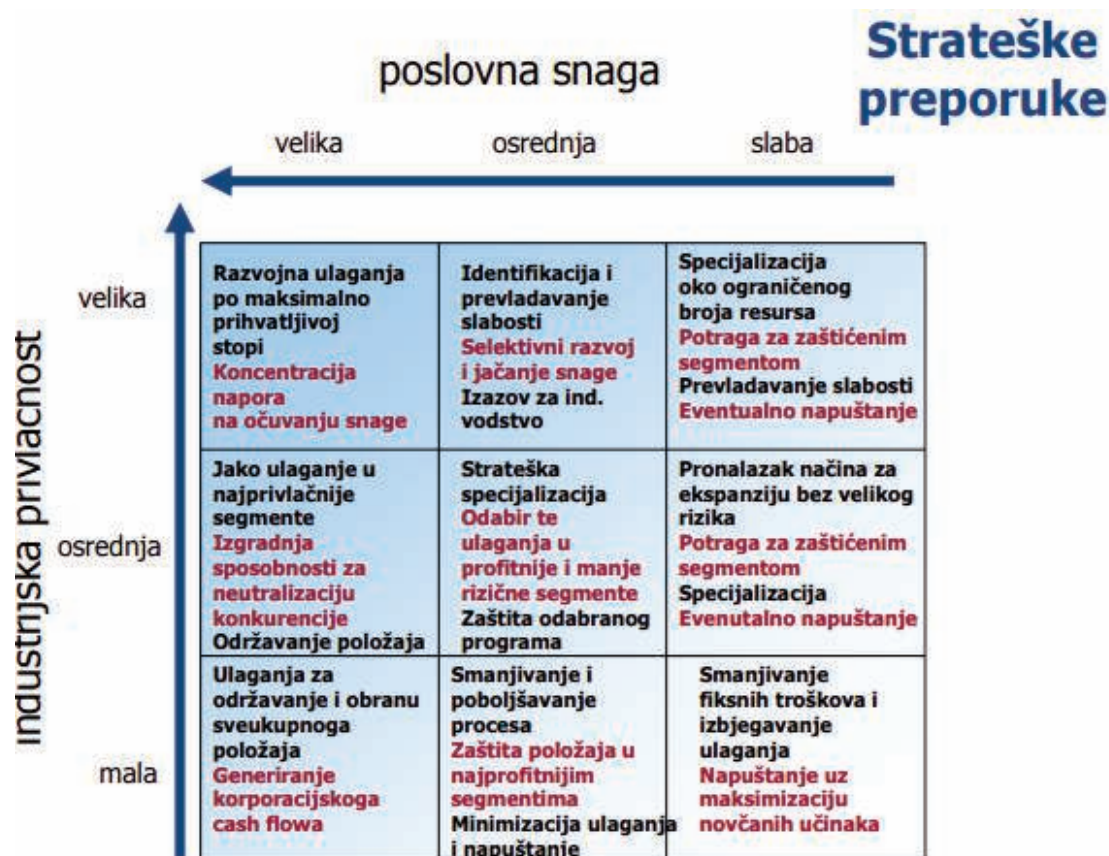 Strateške
preporuke
poslovna snaga
velika
osrednja
slaba
industrijska privlacnost
velika
Razvojna ulaganja
po maksimalno
prihvatljivoj
stopi
Koncentracija
napora
na očuvanju snage
Identifikacija i
prevladavanje
slabosti
Selektivni razvoj
i jačanje snage
Izazov za ind.
vodstvo
Specijalizacija
oko ograničenog
broja resursa
Potraga za zaštićenim
segmentom
Prevladavanje slabosti
Eventualno napuštanje
osrednja
Jako ulaganje u
najprivlačnije
segmente
Izgradnja
sposobnosti za
neutralizaciju
konkurencije
Održavanje položaja
Strateška
specijalizacija
Odabir te
ulaganja u
profitnije i manje
rizične segmente
Zaštita odabranog
programa
Pronalazak načina za
ekspanziju bez velikog
rizika
Potraga za zaštićenim
segmentom
Specijalizacija
Evenutalno napuštanje
mala
Ulaganja za
održavanje i obranu
sveukupnoga
položaja
Generiranje
korporacijskoga
cash flowa
Smanjivanje i
poboljšavanje
procesa
Zaštita položaja u
najprofitnijim
segmentima
Minimizacija ulaganja
i napuštanje
Smanjivanje
fiksnih troškova i
izbjegavanje
ulaganja
Napuštanje uz
maksimizaciju
novčanih učinaka